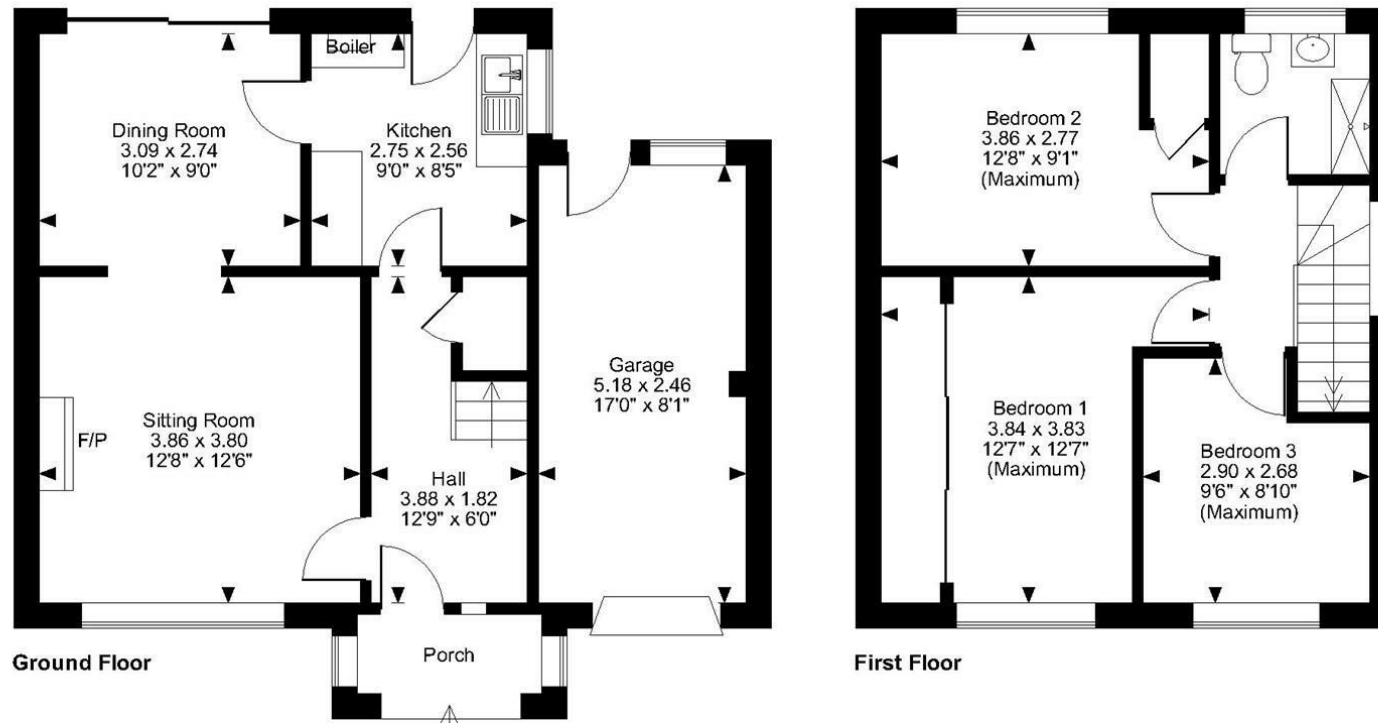 Boiler
Dining Room
3.09 x 2.74
10'2" x 9'0"
Kitchen
2.75 x 2.56
9'0" x 8'5"
Sitting Room
3.86 x 3.80
12'8" x 12'6"
F/P
Hall
3.88 x 1.82
12'9" x 6'0"
Garage
5.18 x 2.46
17'0" x 8'1"
Porch
Ground Floor
Bedroom 2
3.86 x 2.77
12'8" x 9'1"
(Maximum)
Bedroom 1
3.84 x 3.83
12'7" x 12'7"
(Maximum)
Bedroom 3
2.90 x 2.68
9'6" x 8'10"
(Maximum)
First Floor